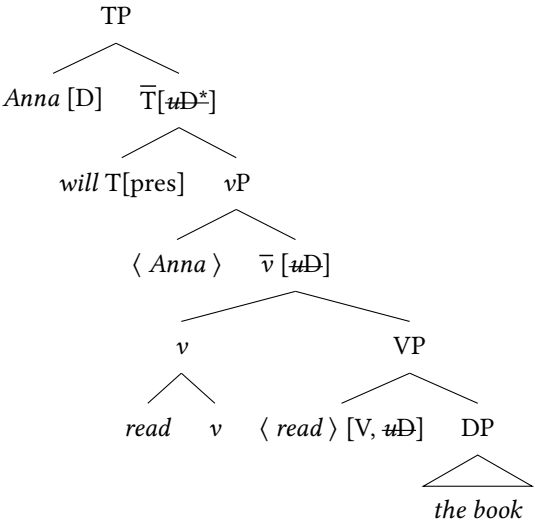 TP
Anna [D] T̅[uD*]
will T[pres] vP
⟨ Anna ⟩ v̅ [uD]
v VP
read v ⟨ read ⟩ [V, uD] DP
the book